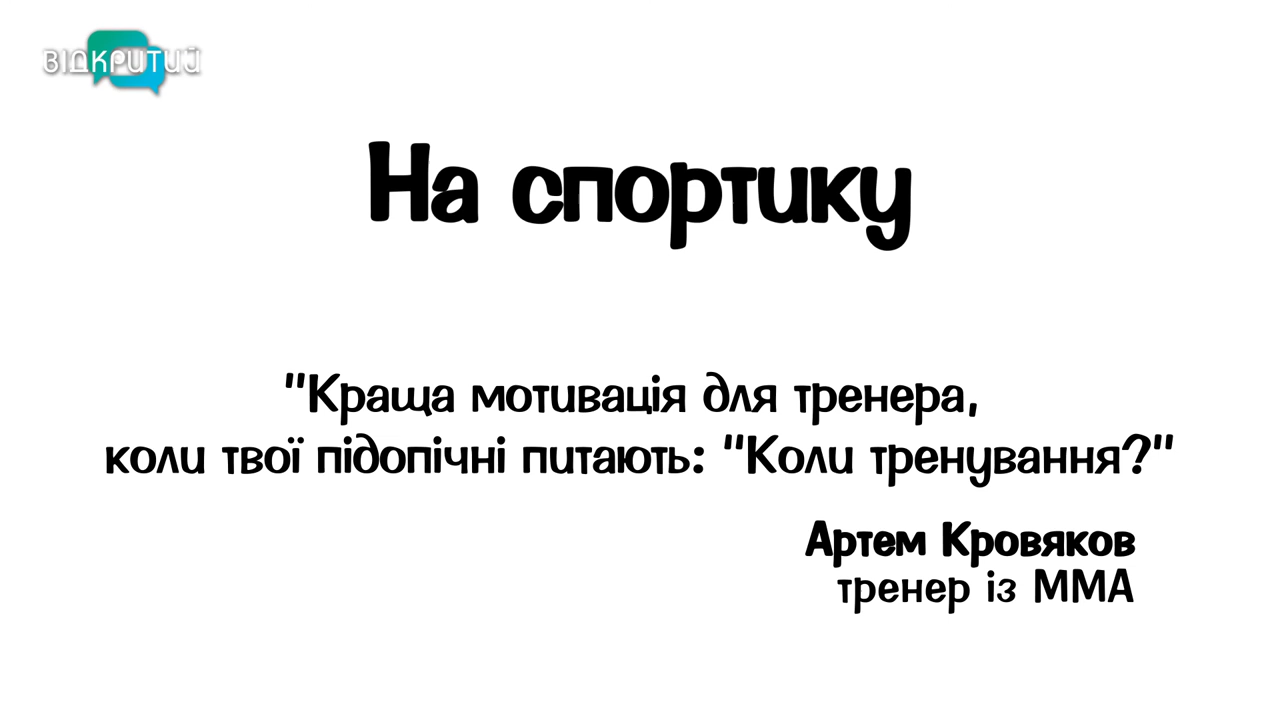 ВІДКРИТИЙ
На спортику
"Краща мотивація для тренера,
коли твої підопічні питають: "Коли тренування?"
Артем Кровяков
тренер із ММА